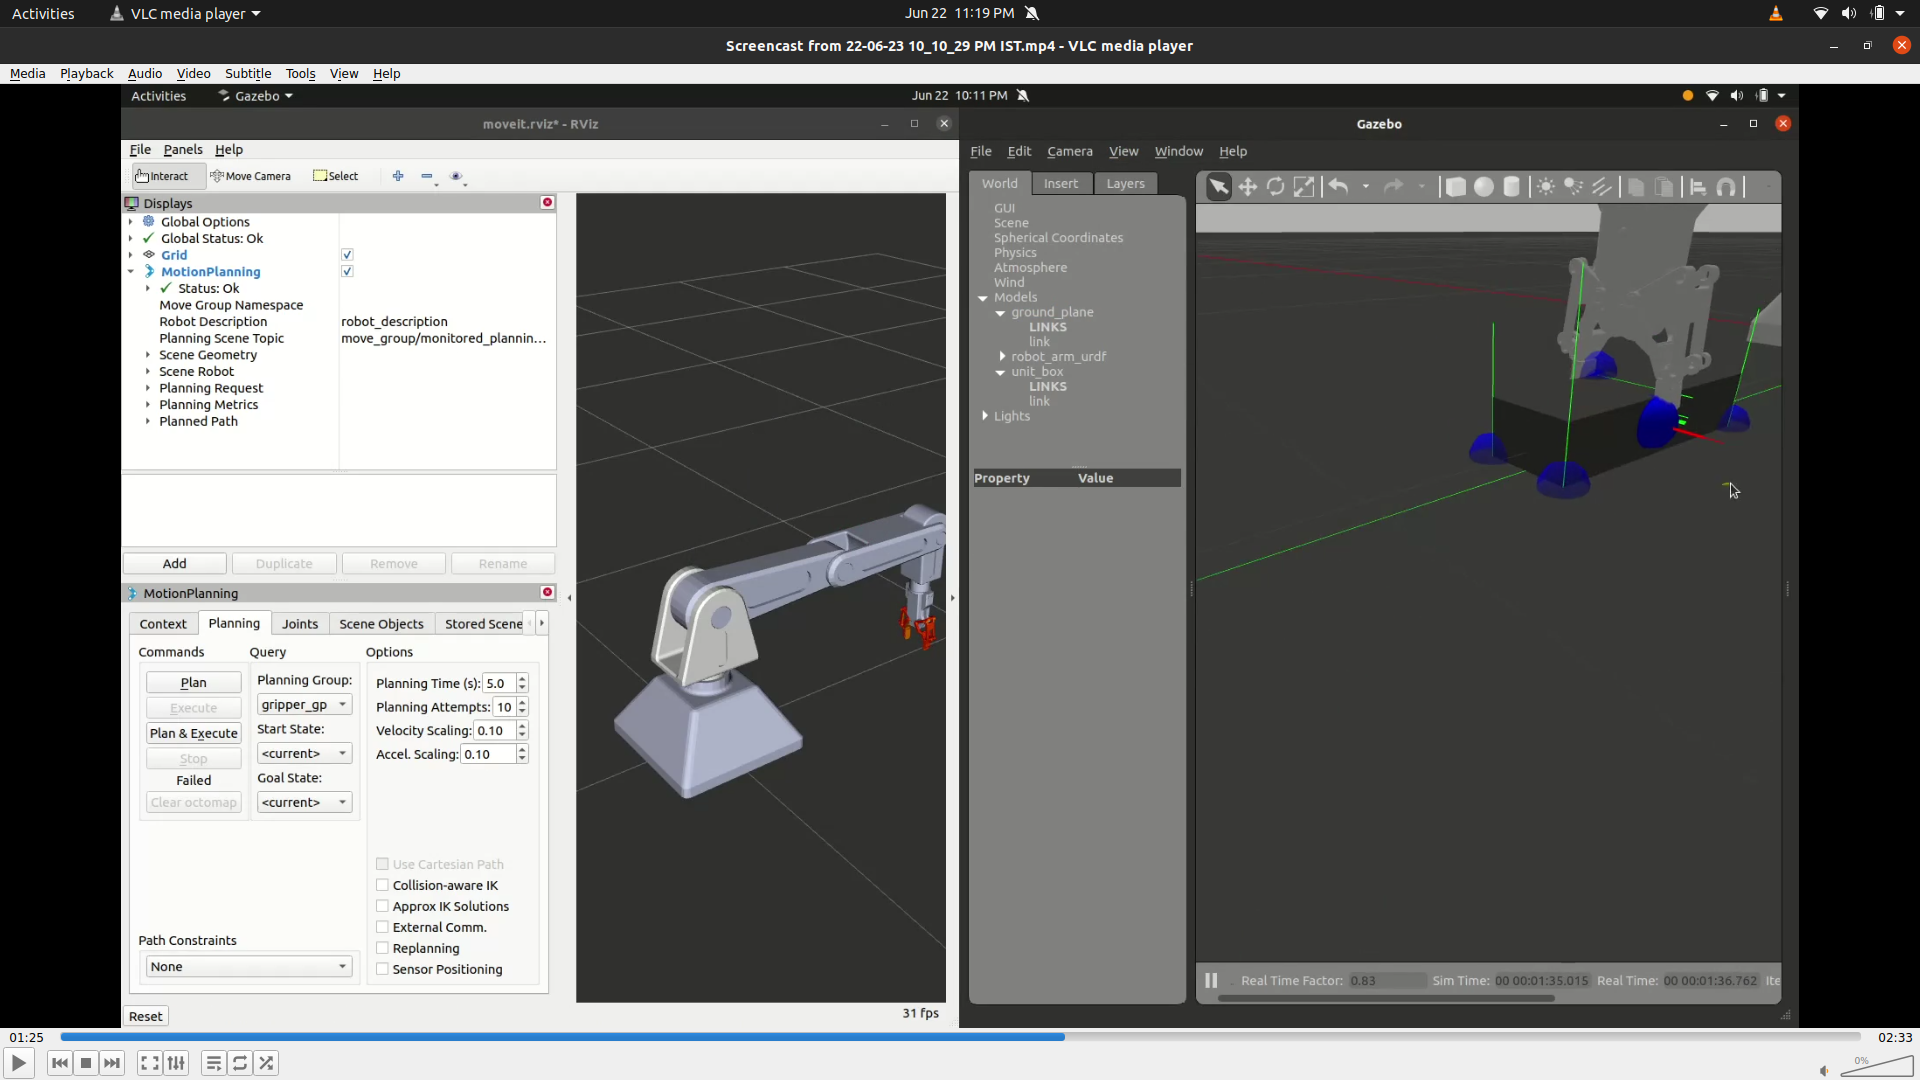 Activities VLC media player Jun 22 11:19 PM
Screencast from 22-06-23 10_10_29 PM IST.mp4 - VLC media player
Media Playback Audio Video Subtitle Tools View Help
Activities Gazebo Jun 22 10:11 PM
moveit.rviz* - RViz
File Panels Help
Interact Move Camera Select
Displays
Global Options
Global Status: Ok
Grid
MotionPlanning
Status: Ok
Move Group Namespace
Robot Description robot_description
Planning Scene Topic move_group/monitored_plannin...
Scene Geometry
Scene Robot
Planning Request
Planning Metrics
Planned Path
Add Duplicate Remove Rename
MotionPlanning
Context Planning Joints Scene Objects Stored Scene
Commands Query Options
Plan
Execute
Plan & Execute
Stop
Failed
Clear octomap
Planning Group:
gripper_gp
Start State:
<current>
Goal State:
<current>
Planning Time (s): 5.0
Planning Attempts: 10
Velocity Scaling: 0.10
Accel. Scaling: 0.10
Use Cartesian Path
Collision-aware IK
Approx IK Solutions
External Comm.
Replanning
Sensor Positioning
Path Constraints
None
Reset
31 fps
Gazebo
File Edit Camera View Window Help
World Insert Layers
GUI
Scene
Spherical Coordinates
Physics
Atmosphere
Wind
Models
ground_plane
LINKS
link
robot_arm_urdf
unit_box
LINKS
link
Lights
Property Value
Real Time Factor: 0.83 Sim Time: 00 00:01:35.015 Real Time: 00 00:01:36.762 Ite
01:25 02:33
0%